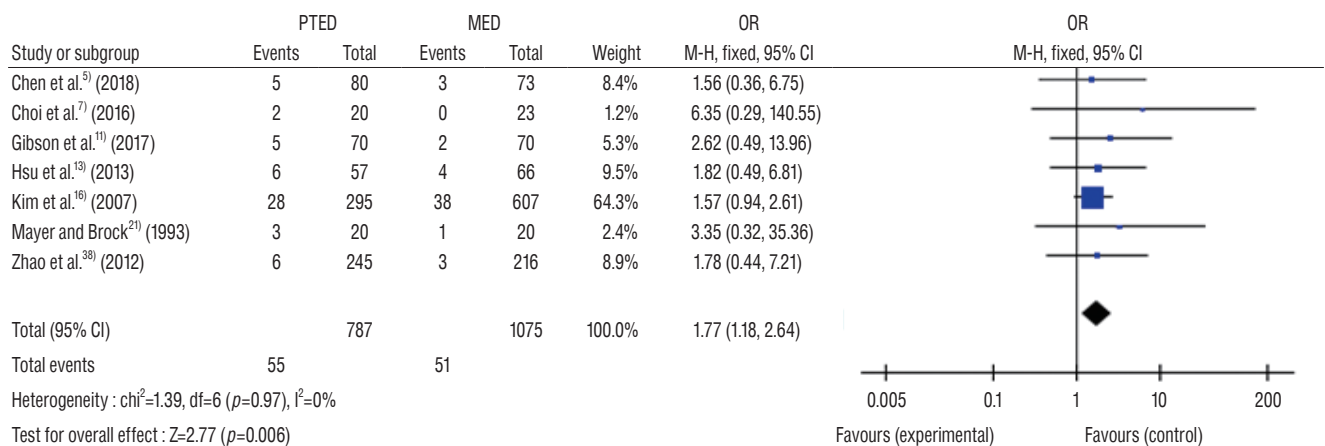 PTED MED OR OR
Study or subgroup Events Total Events Total Weight M-H, fixed, 95% CI M-H, fixed, 95% CI
Chen et al.5) (2018) 5 80 3 73 8.4% 1.56 (0.36, 6.75)
Choi et al.7) (2016) 2 20 0 23 1.2% 6.35 (0.29, 140.55)
Gibson et al.11) (2017) 5 70 2 70 5.3% 2.62 (0.49, 13.96)
Hsu et al.13) (2013) 6 57 4 66 9.5% 1.82 (0.49, 6.81)
Kim et al.16) (2007) 28 295 38 607 64.3% 1.57 (0.94, 2.61)
Mayer and Brock21) (1993) 3 20 1 20 2.4% 3.35 (0.32, 35.36)
Zhao et al.38) (2012) 6 245 3 216 8.9% 1.78 (0.44, 7.21)
Total (95% CI) 787 1075 100.0% 1.77 (1.18, 2.64)
Total events 55 51
Heterogeneity : chi2=1.39, df=6 (p=0.97), I2=0%
0.005 0.1 1 10 200
Test for overall effect : Z=2.77 (p=0.006)
Favours (experimental) Favours (control)